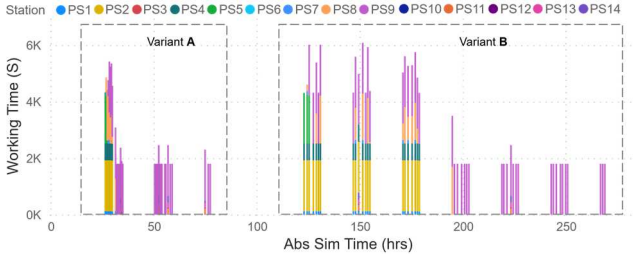 Station PS1 PS2 PS3 PS4 PS5 PS6 PS7 PS8 PS9 PS10 PS11 PS12 PS13 PS14
Variant A Variant B
6K
4K
2K
0K
Working Time (S)
0 50 100 150 200 250
Abs Sim Time (hrs)